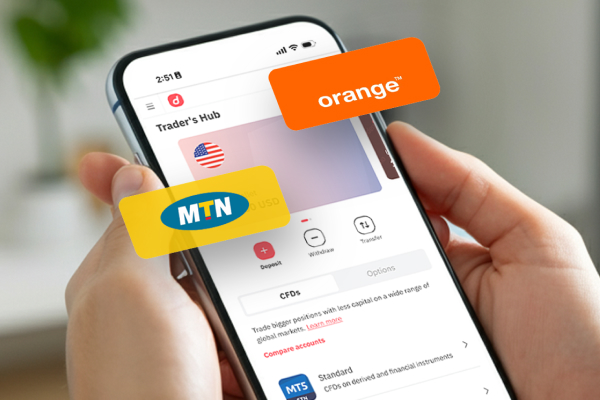 2:51
orange™
Trader's Hub
MTN
USD
Deposit
Withdraw
Transfer
CFDs
Options
Trade bigger positions with less capital on a wide range of
global markets. Learn more
Compare accounts
MT5
Standard
CFDs on derived and financial instruments